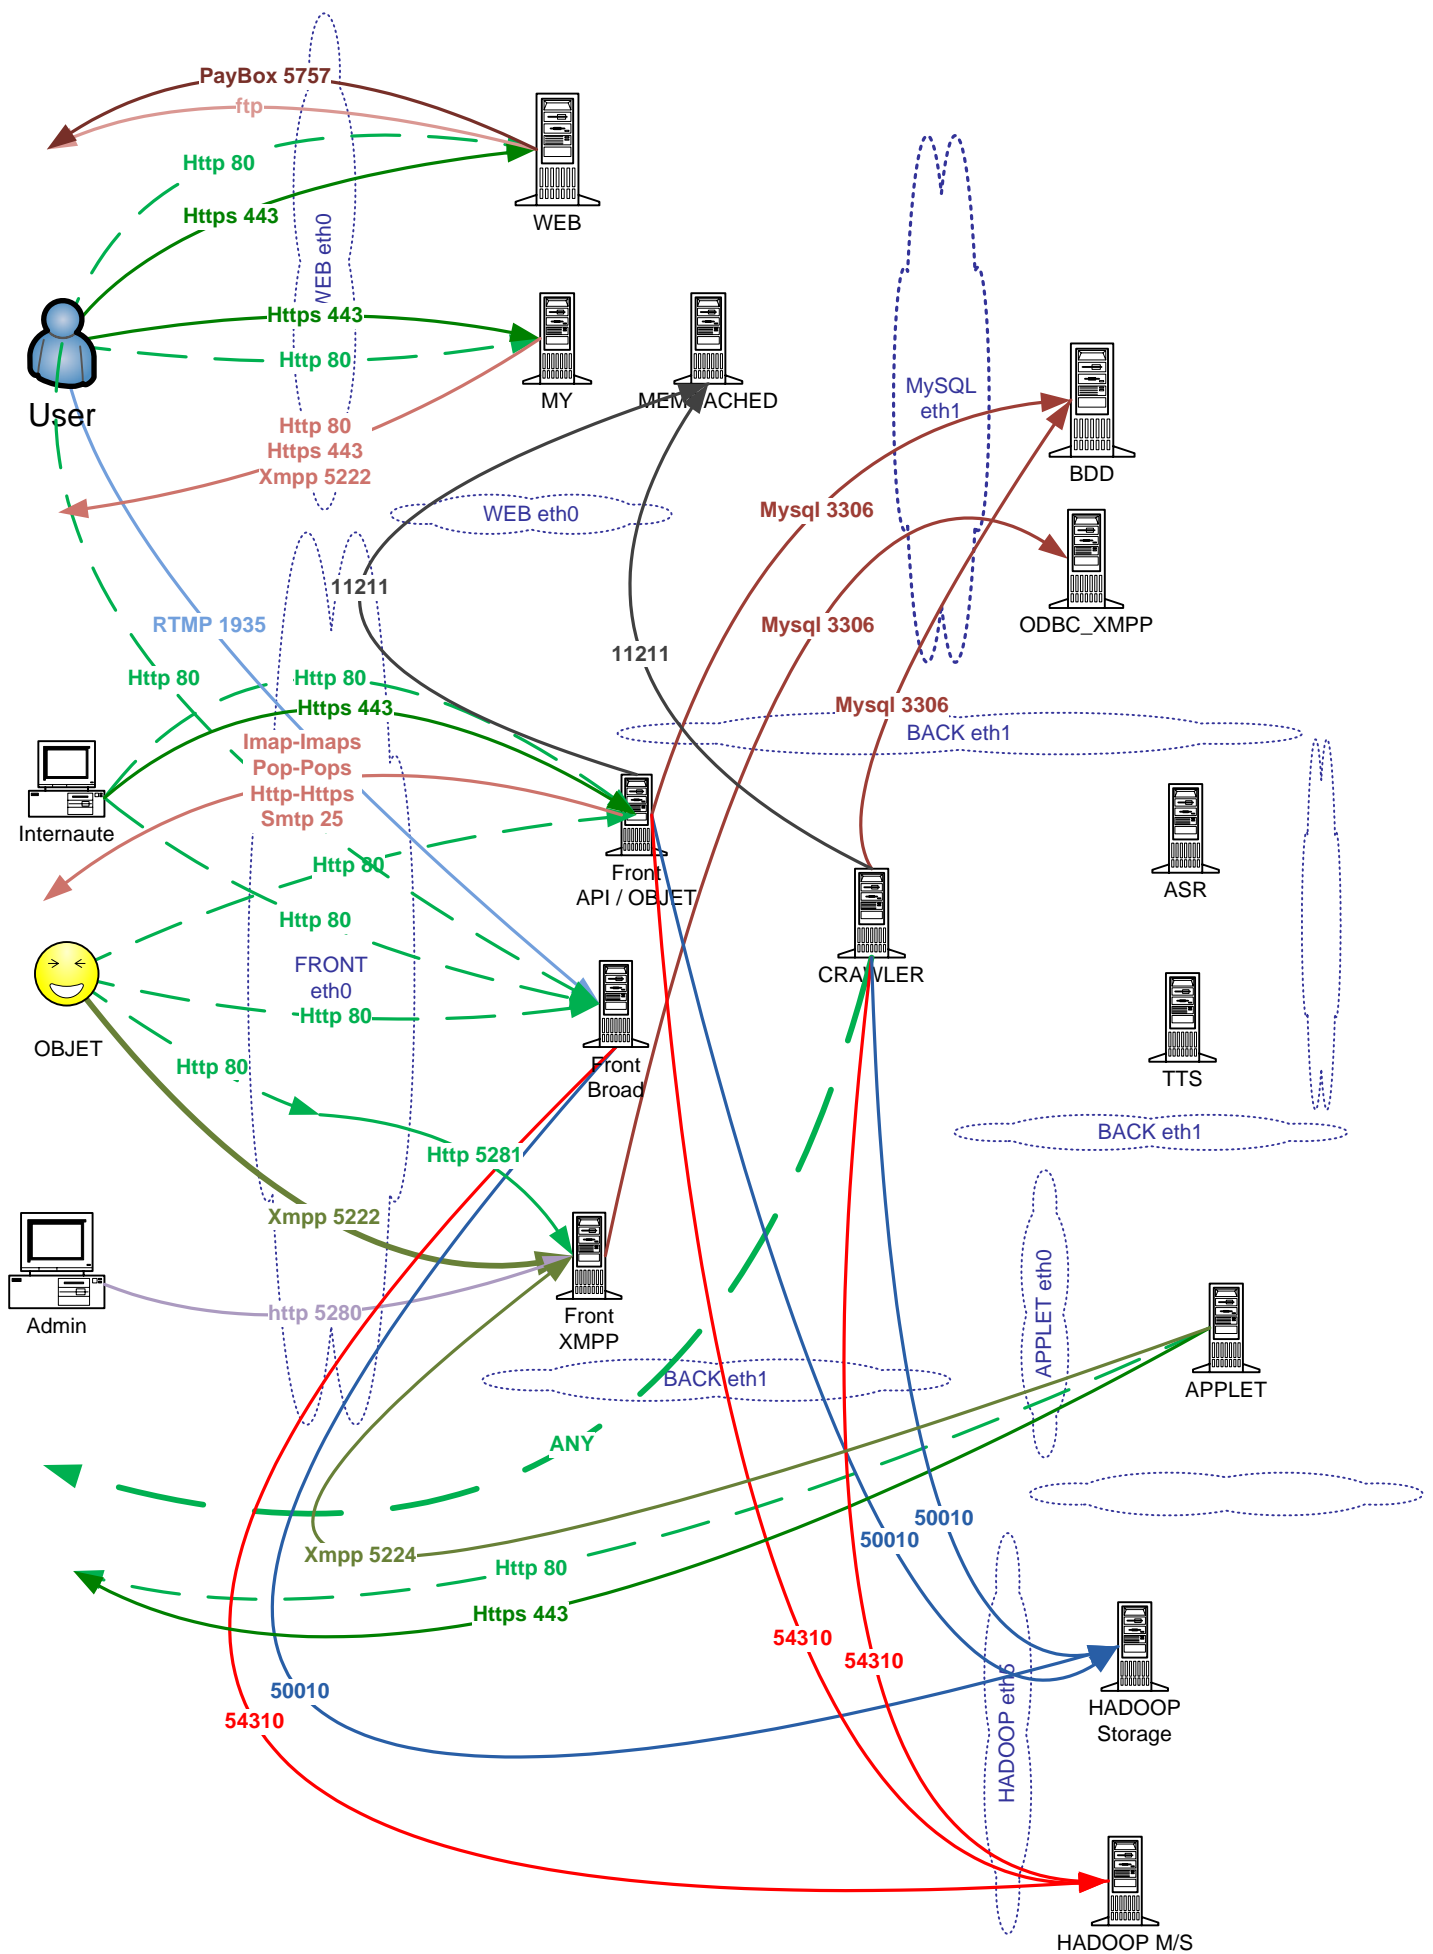 PayBox 5757
ftp
Http 80
Https 443
WEB eth0
WEB
User
Https 443
Http 80
MY
MEMCACHED
MySQL
eth1
BDD
Http 80
Https 443
Xmpp 5222
WEB eth0
Mysql 3306
ODBC_XMPP
11211
RTMP 1935
Mysql 3306
11211
Http 80
Http 80
Https 443
Mysql 3306
BACK eth1
Imap-Imaps
Pop-Pops
Http-Https
Smtp 25
Internaute
Http 80
Front
API / OBJET
ASR
Http 80
FRONT
eth0
CRAWLER
Http 80
OBJET
Http 80
Front
Broad
TTS
BACK eth1
Http 5281
Xmpp 5222
APPLET eth0
Admin
http 5280
Front
XMPP
BACK eth1
APPLET
ANY
50010
50010
Xmpp 5224
Http 80
Https 443
54310
54310
50010
54310
HADOOP eth5
HADOOP
Storage
HADOOP M/S